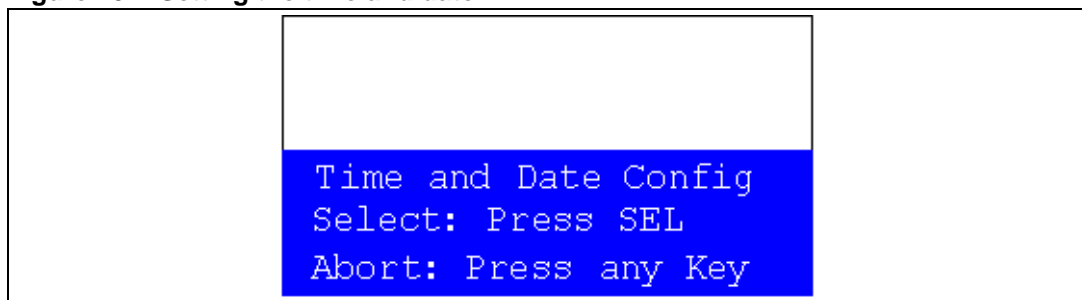 Time and Date Config
Select: Press SEL
Abort: Press any Key